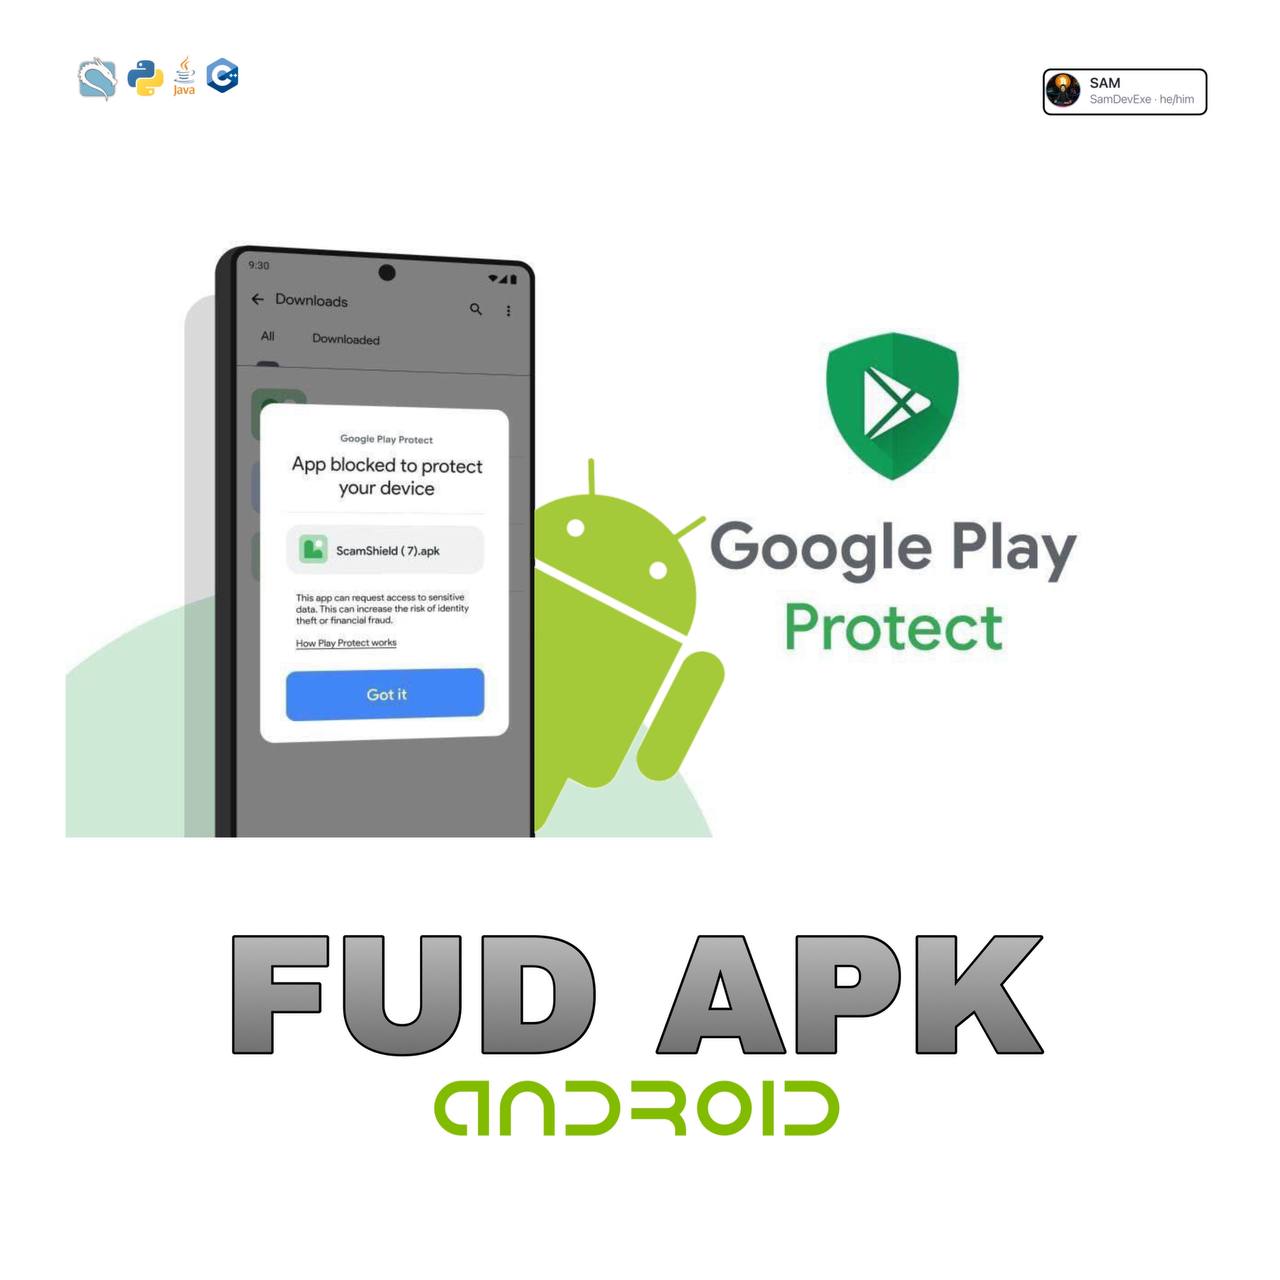 Java
C++
SAM
SamDevExe · he/him
9:30
Downloads
All Downloaded
Google Play Protect
App blocked to protect
your device
ScamShield ( 7).apk
This app can request access to sensitive
data. This can increase the risk of identity
theft or financial fraud.
How Play Protect works
Got it
Google Play
Protect
FUD APK
ANDROID